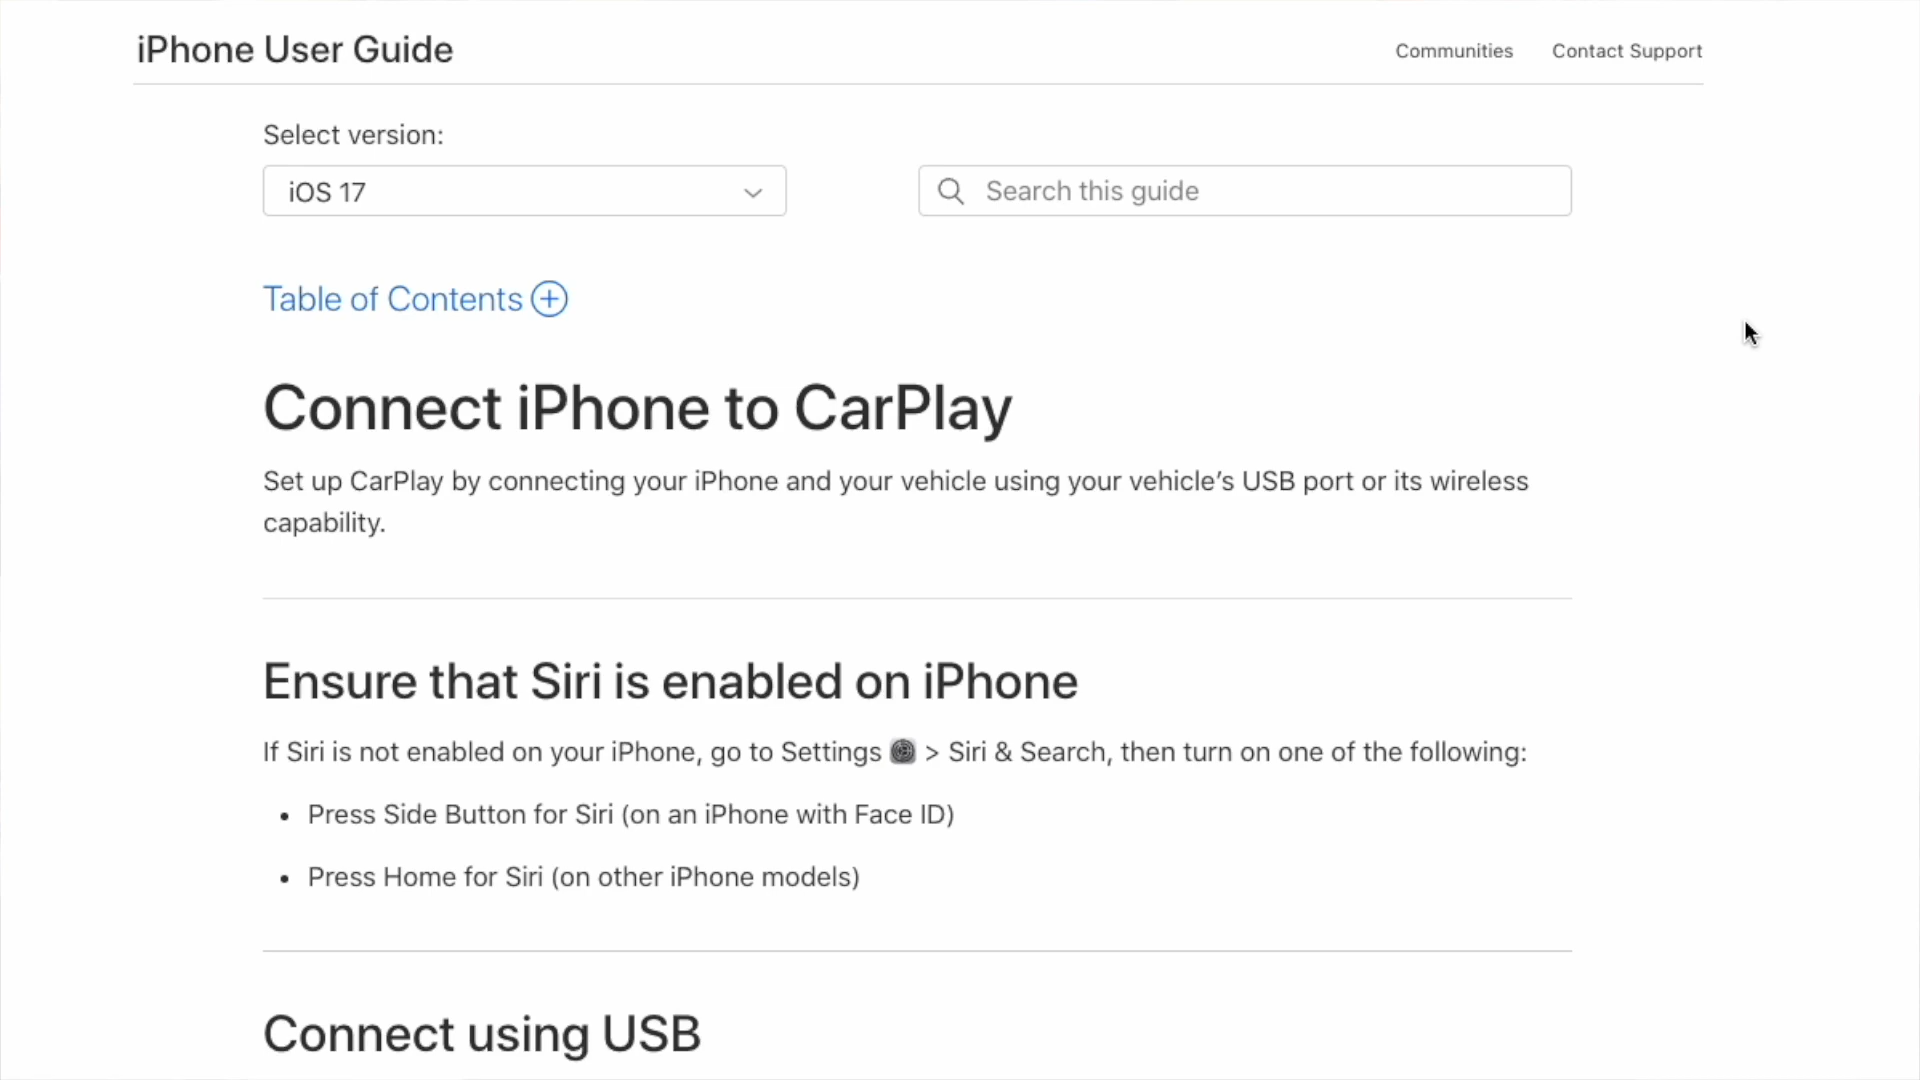 iPhone User Guide
Communities
Contact Support
Select version:
iOS 17
Search this guide
Table of Contents
Connect iPhone to CarPlay
Set up CarPlay by connecting your iPhone and your vehicle using your vehicle’s USB port or its wireless
capability.
Ensure that Siri is enabled on iPhone
If Siri is not enabled on your iPhone, go to Settings > Siri & Search, then turn on one of the following:
• Press Side Button for Siri (on an iPhone with Face ID)
• Press Home for Siri (on other iPhone models)
Connect using USB